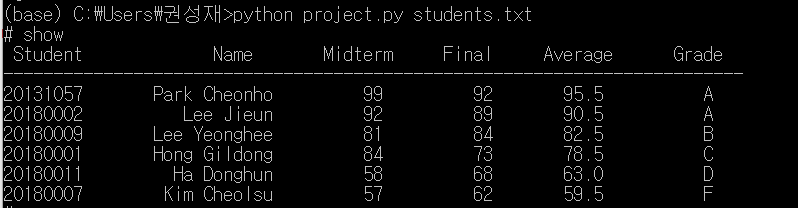 (base) C:₩Users₩권성재>python project.py students.txt
# show
Student Name Midterm Final Average Grade
--------------------------------------------------------------------------------
20131057 Park Cheonho 99 92 95.5 A
20180002 Lee Jieun 92 89 90.5 A
20180009 Lee Yeonghee 81 84 82.5 B
20180001 Hong Gildong 84 73 78.5 C
20180011 Ha Donghun 58 68 63.0 D
20180007 Kim Cheolsu 57 62 59.5 F